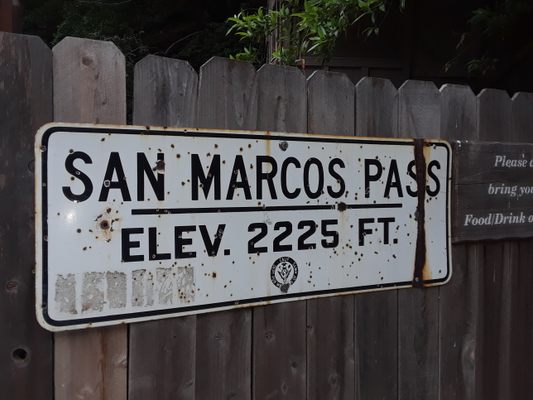 SAN MARCOS PASS
ELEV. 2225 FT.
Please
bring you
Food/Drink